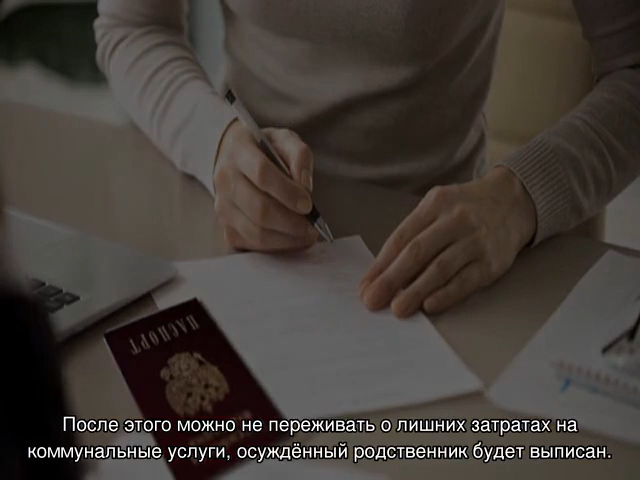 ПАСПОРТ
После этого можно не переживать о лишних затратах на
коммунальные услуги, осуждённый родственник будет выписан.